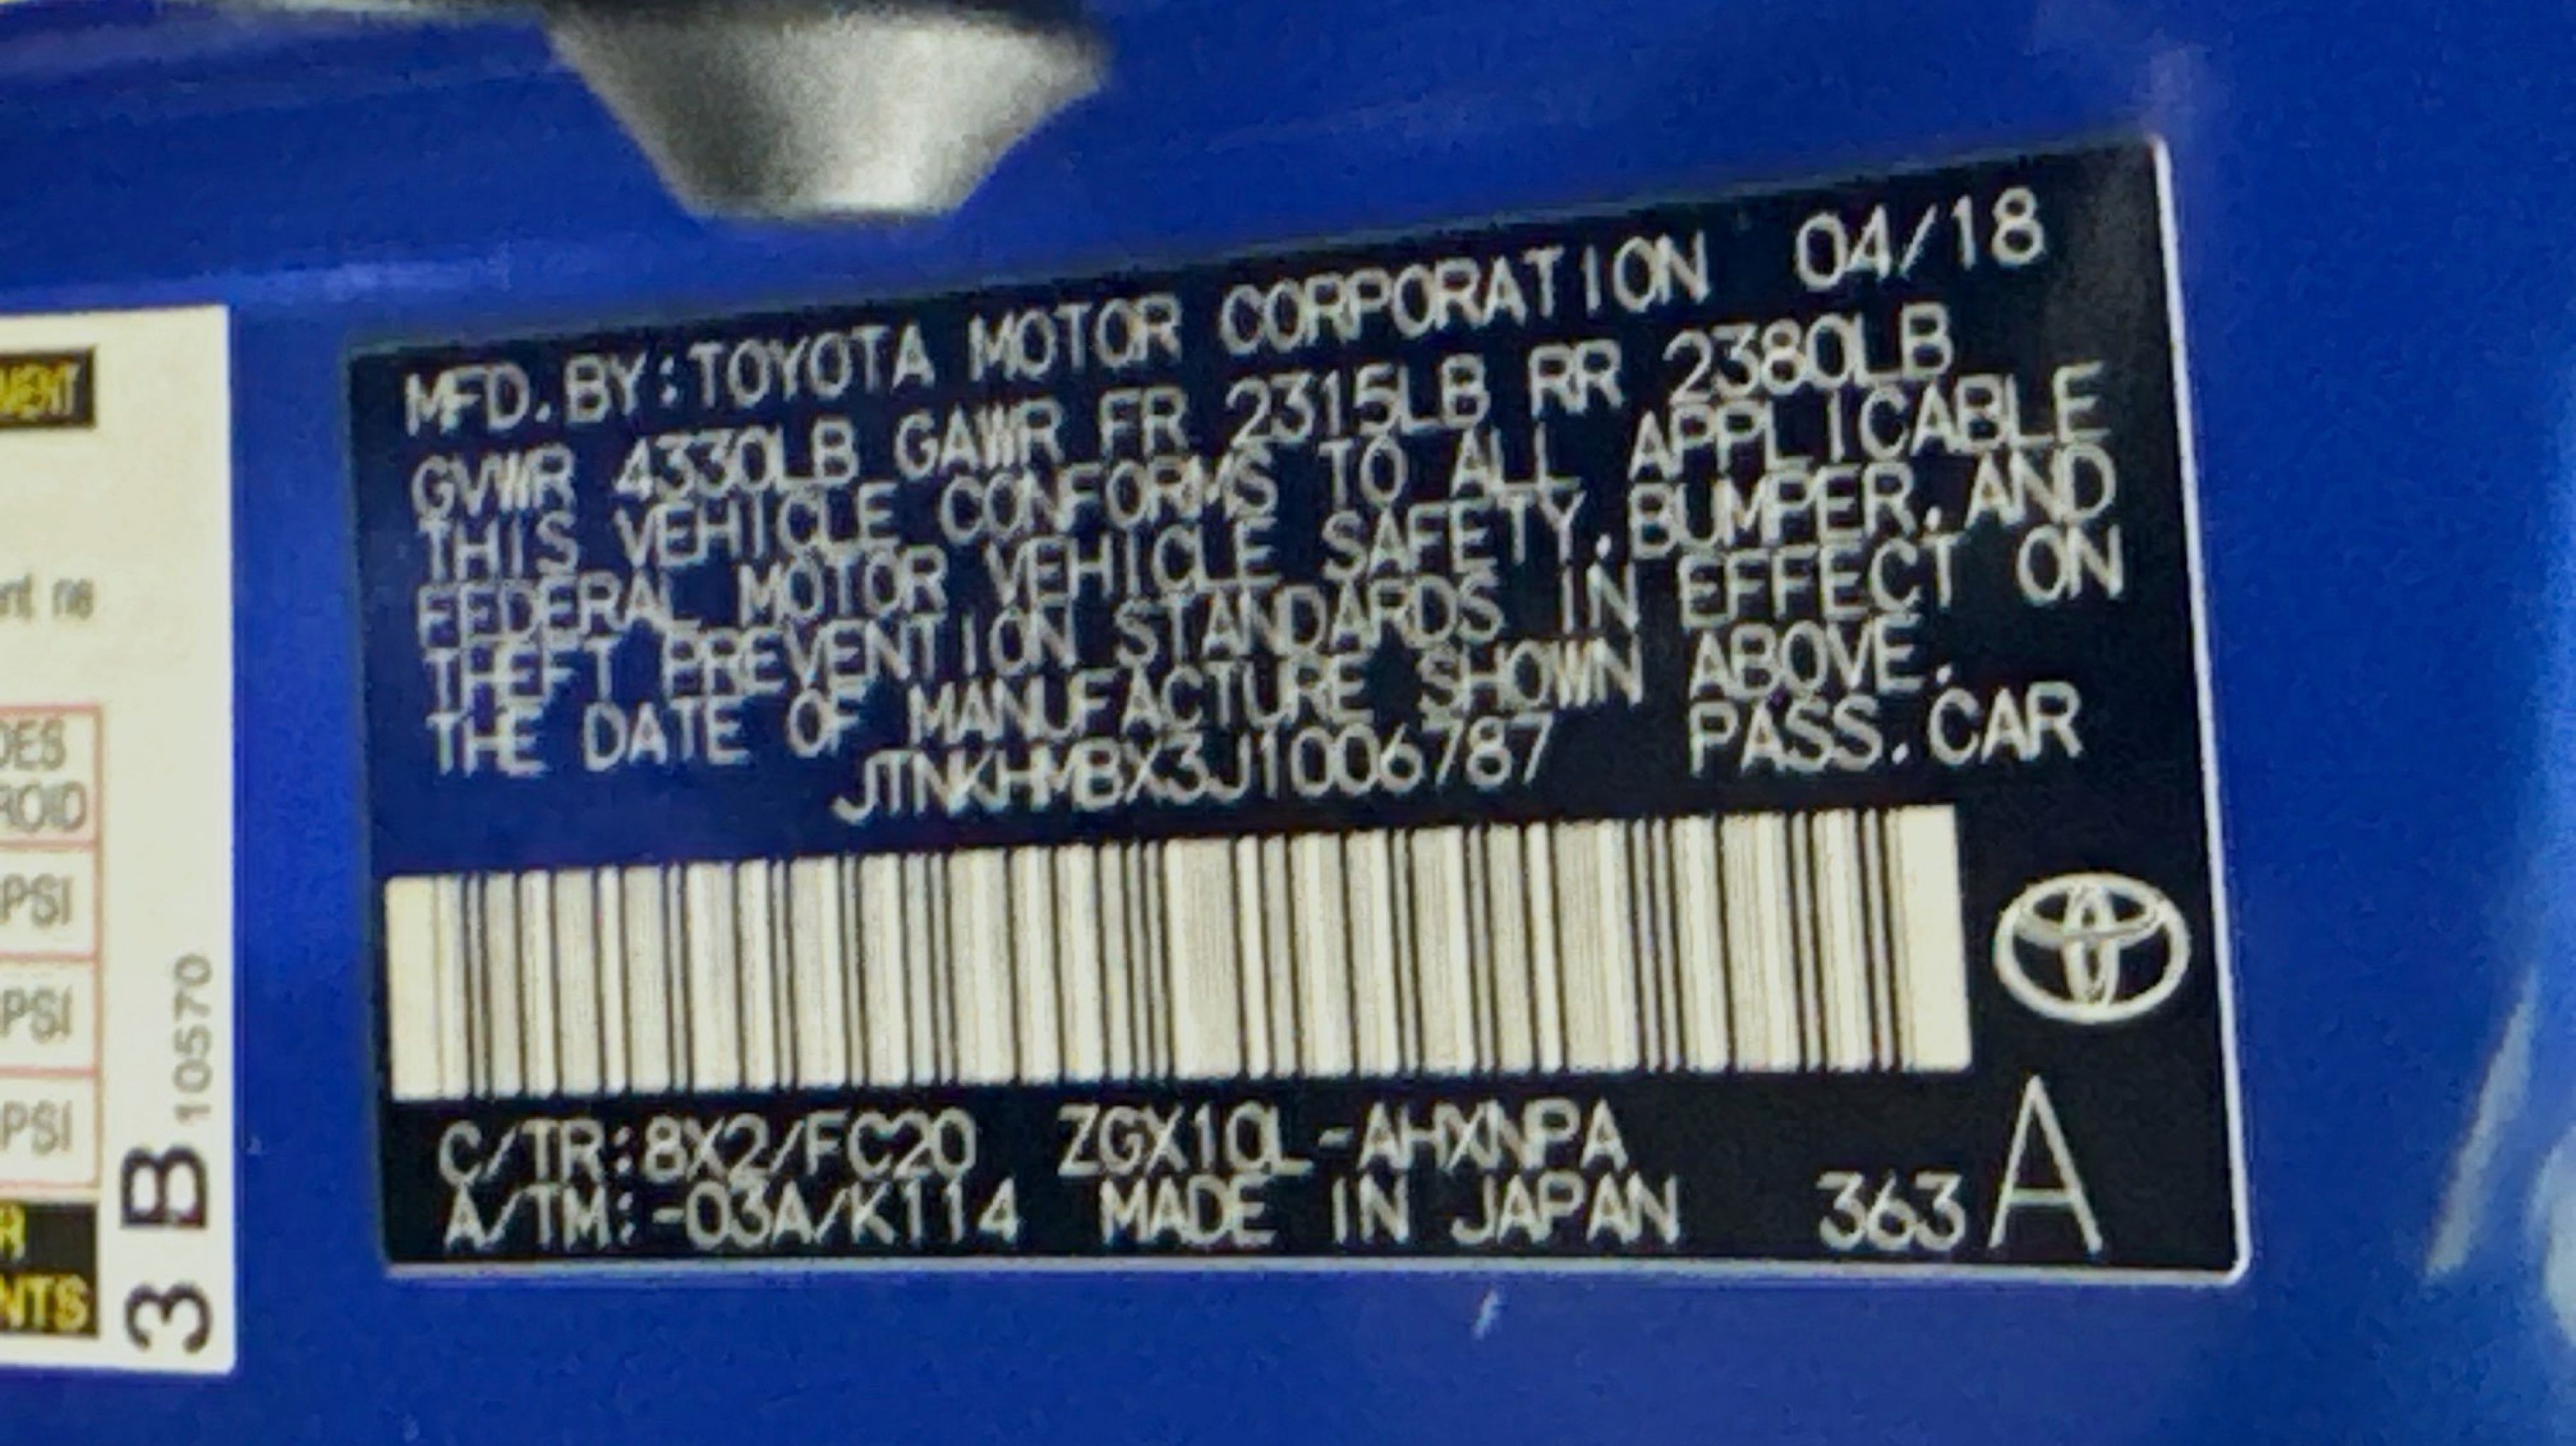 MFD.BY:TOYOTA MOTOR CORPORATION 04/18
GVWR 4330LB GAWR FR 2315LB RR 2380LB
THIS VEHICLE CONFORMS TO ALL APPLICABLE
FEDERAL MOTOR VEHICLE SAFETY,BUMPER,AND
THEFT PREVENTION STANDARDS IN EFFECT ON
THE DATE OF MANUFACTURE SHOWN ABOVE.
JTNKHMBX3J1006787 PASS.CAR
C/TR:8X2/FC20 ZGX10L-AHXNPA
A/TM:-03A/K114 MADE IN JAPAN 363 A
PSI
PSI
PSI
3 B 10570